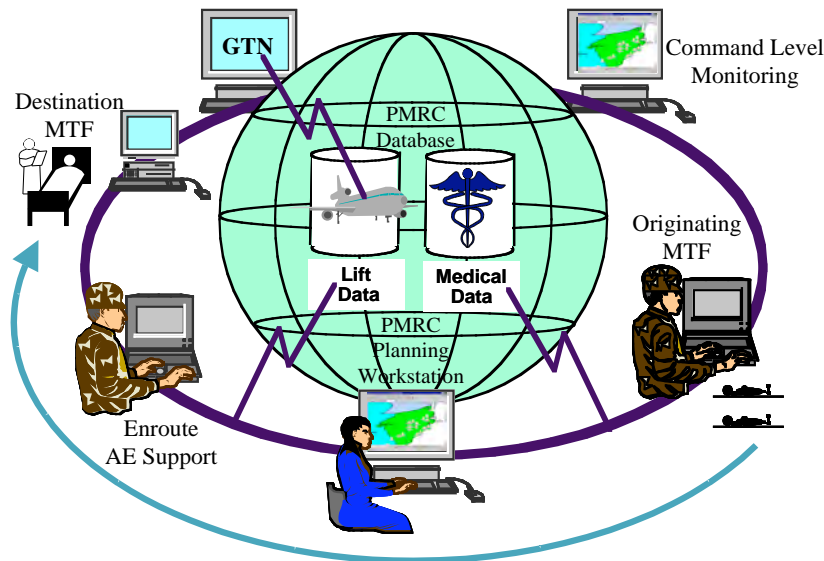 GTN
Command Level
Monitoring
Destination
MTF
PMRC
Database
Originating
MTF
Lift
Data
Medical
Data
PMRC
Planning
Workstation
Enroute
AE Support